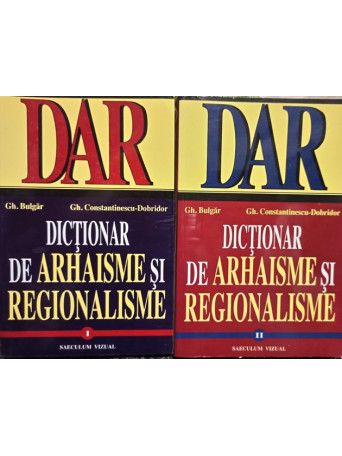 DAR
Gh. Bulgăr Gh. Constantinescu-Dobridor
DICȚIONAR
DE ARHAISME ȘI
REGIONALISME
I
SAECULUM VIZUAL
DAR
Gh. Bulgăr Gh. Constantinescu-Dobridor
DICȚIONAR
DE ARHAISME ȘI
REGIONALISME
II
SAECULUM VIZUAL